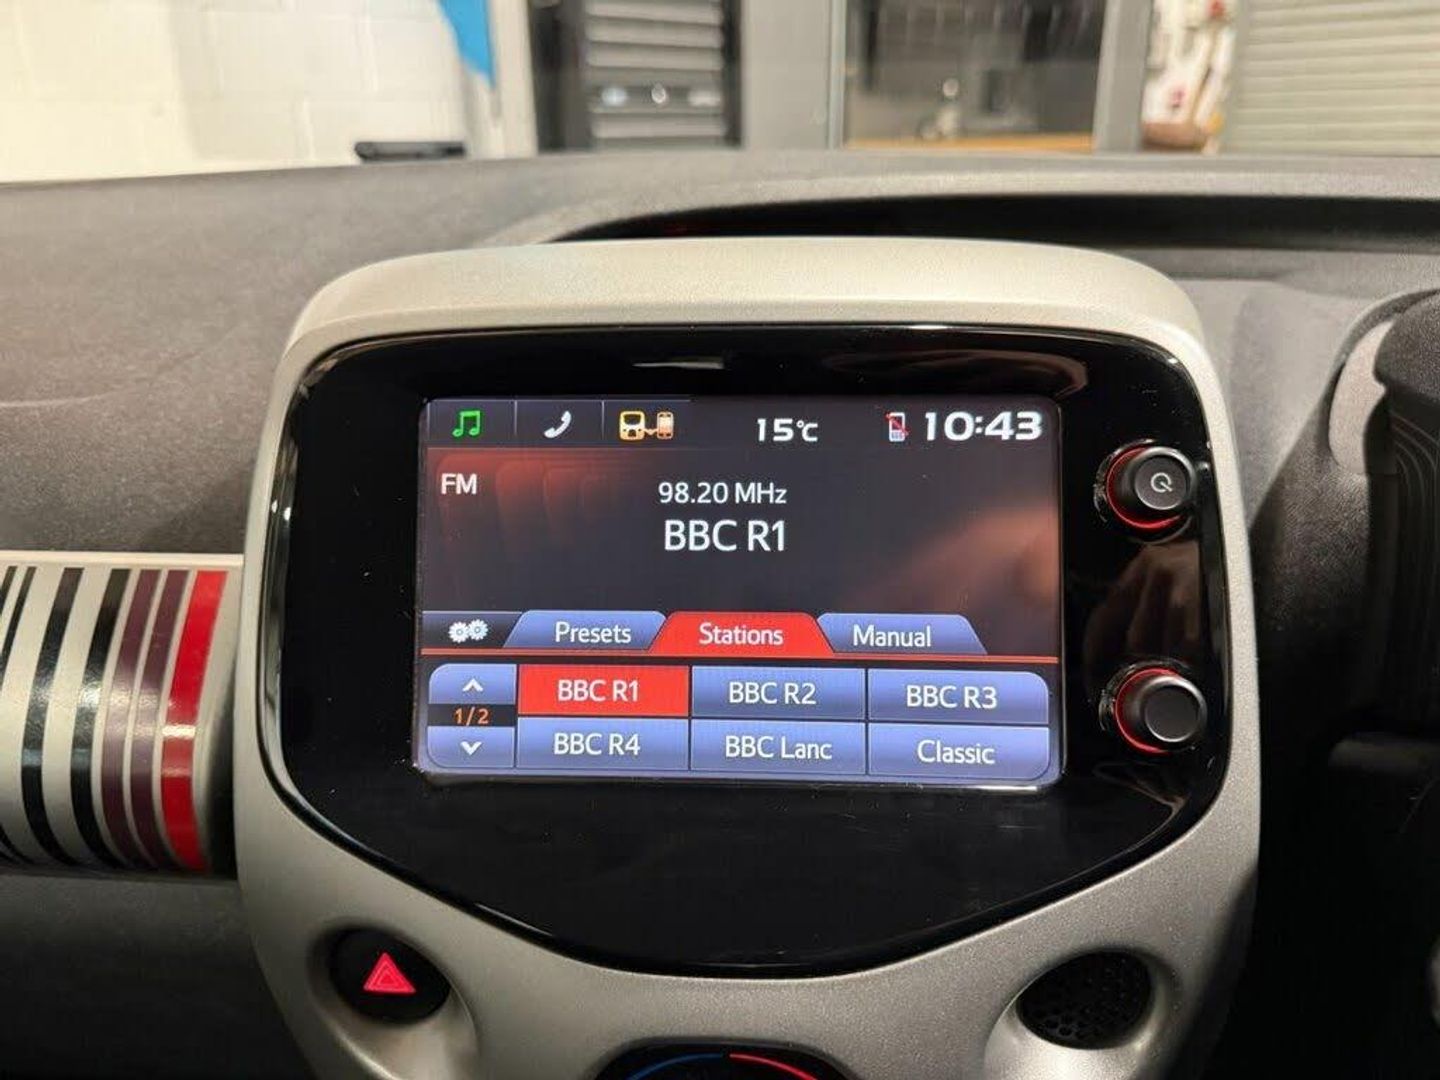 15°C 10:43
FM
98.20 MHz
BBC R1
Presets Stations Manual
1/2
BBC R1 BBC R2 BBC R3
BBC R4 BBC Lanc Classic